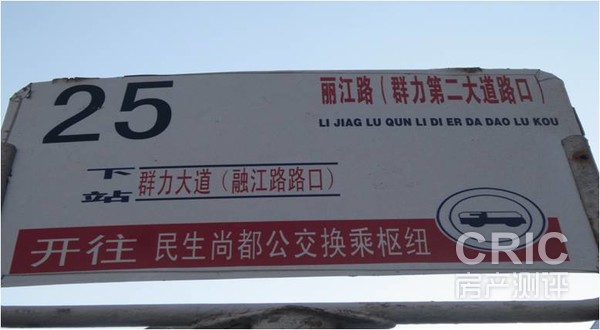 25
丽江路（群力第二大道路口）
LI JIAG LU QUN LI DI ER DA DAO LU KOU
下站 群力大道（融江路路口）
开往 民生尚都公交换乘枢纽
CRIC
房产测评